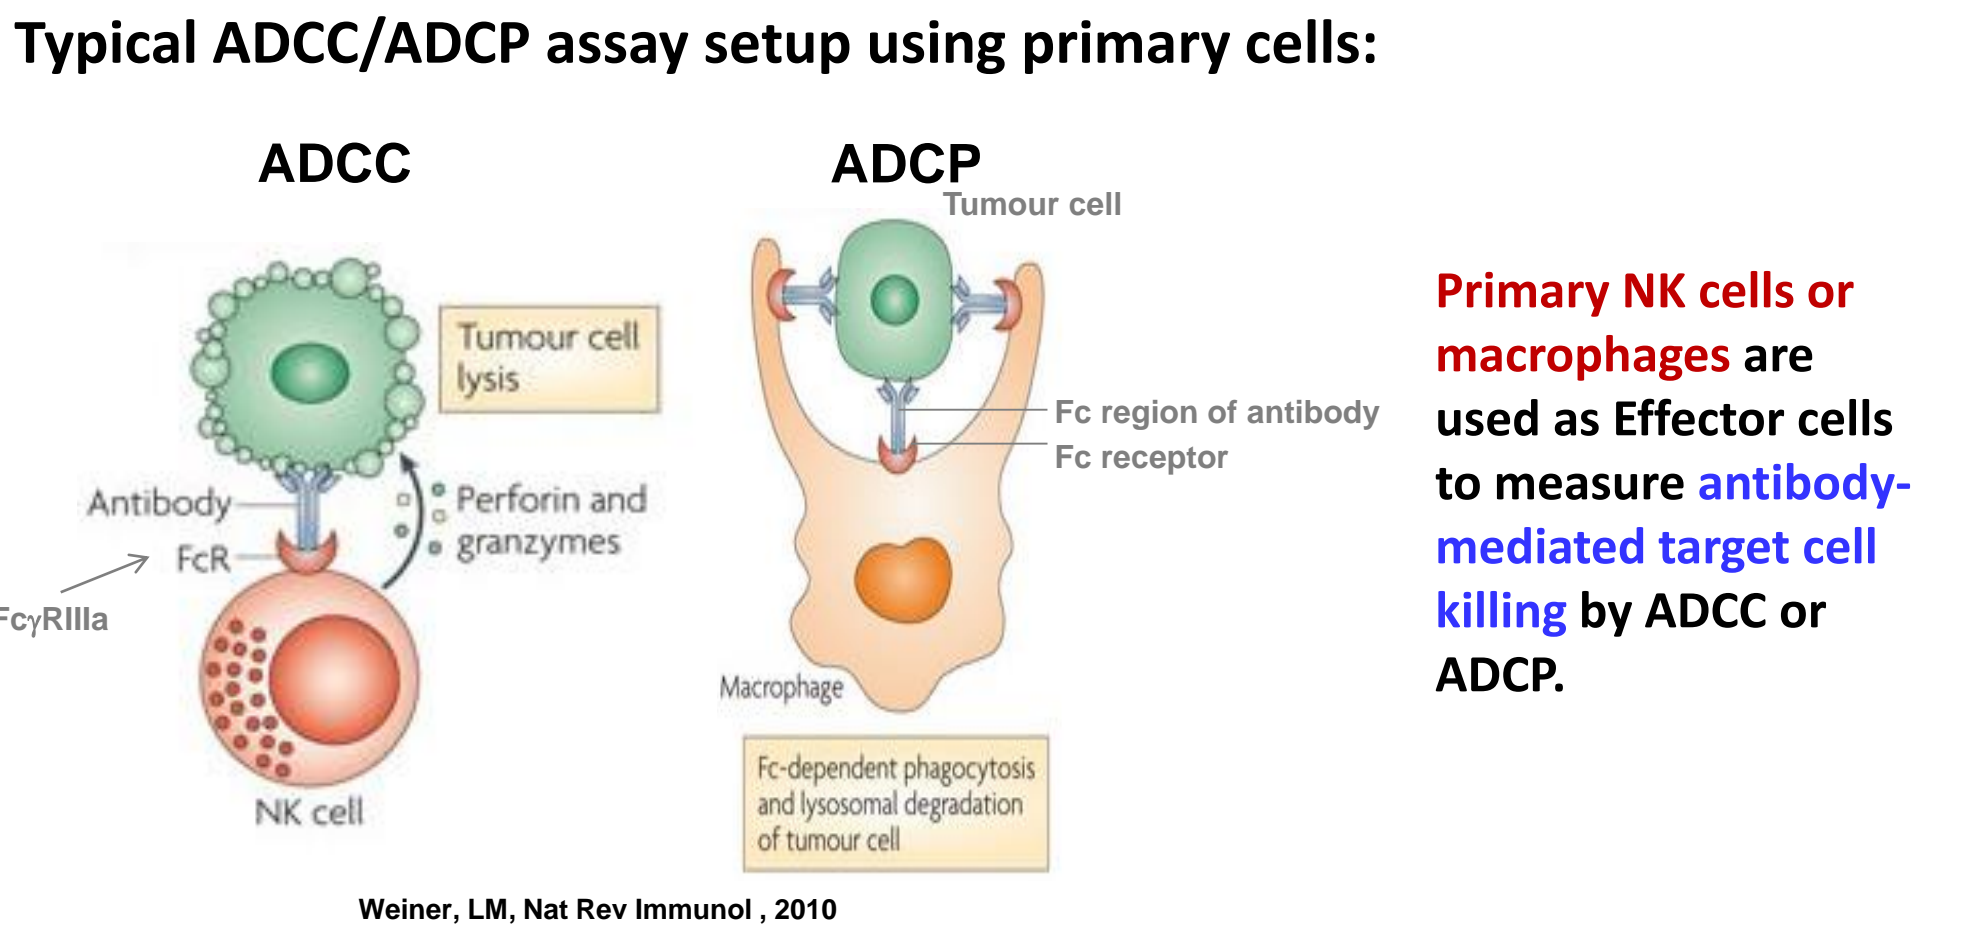 Typical ADCC/ADCP assay setup using primary cells:
ADCC
Tumour cell
lysis
Antibody
Perforin and
granzymes
FcR
FcγRIIIa
NK cell
ADCP
Tumour cell
Fc region of antibody
Fc receptor
Macrophage
Fc-dependent phagocytosis
and lysosomal degradation
of tumour cell
Primary NK cells or
macrophages are
used as Effector cells
to measure antibody-
mediated target cell
killing by ADCC or
ADCP.
Weiner, LM, Nat Rev Immunol , 2010